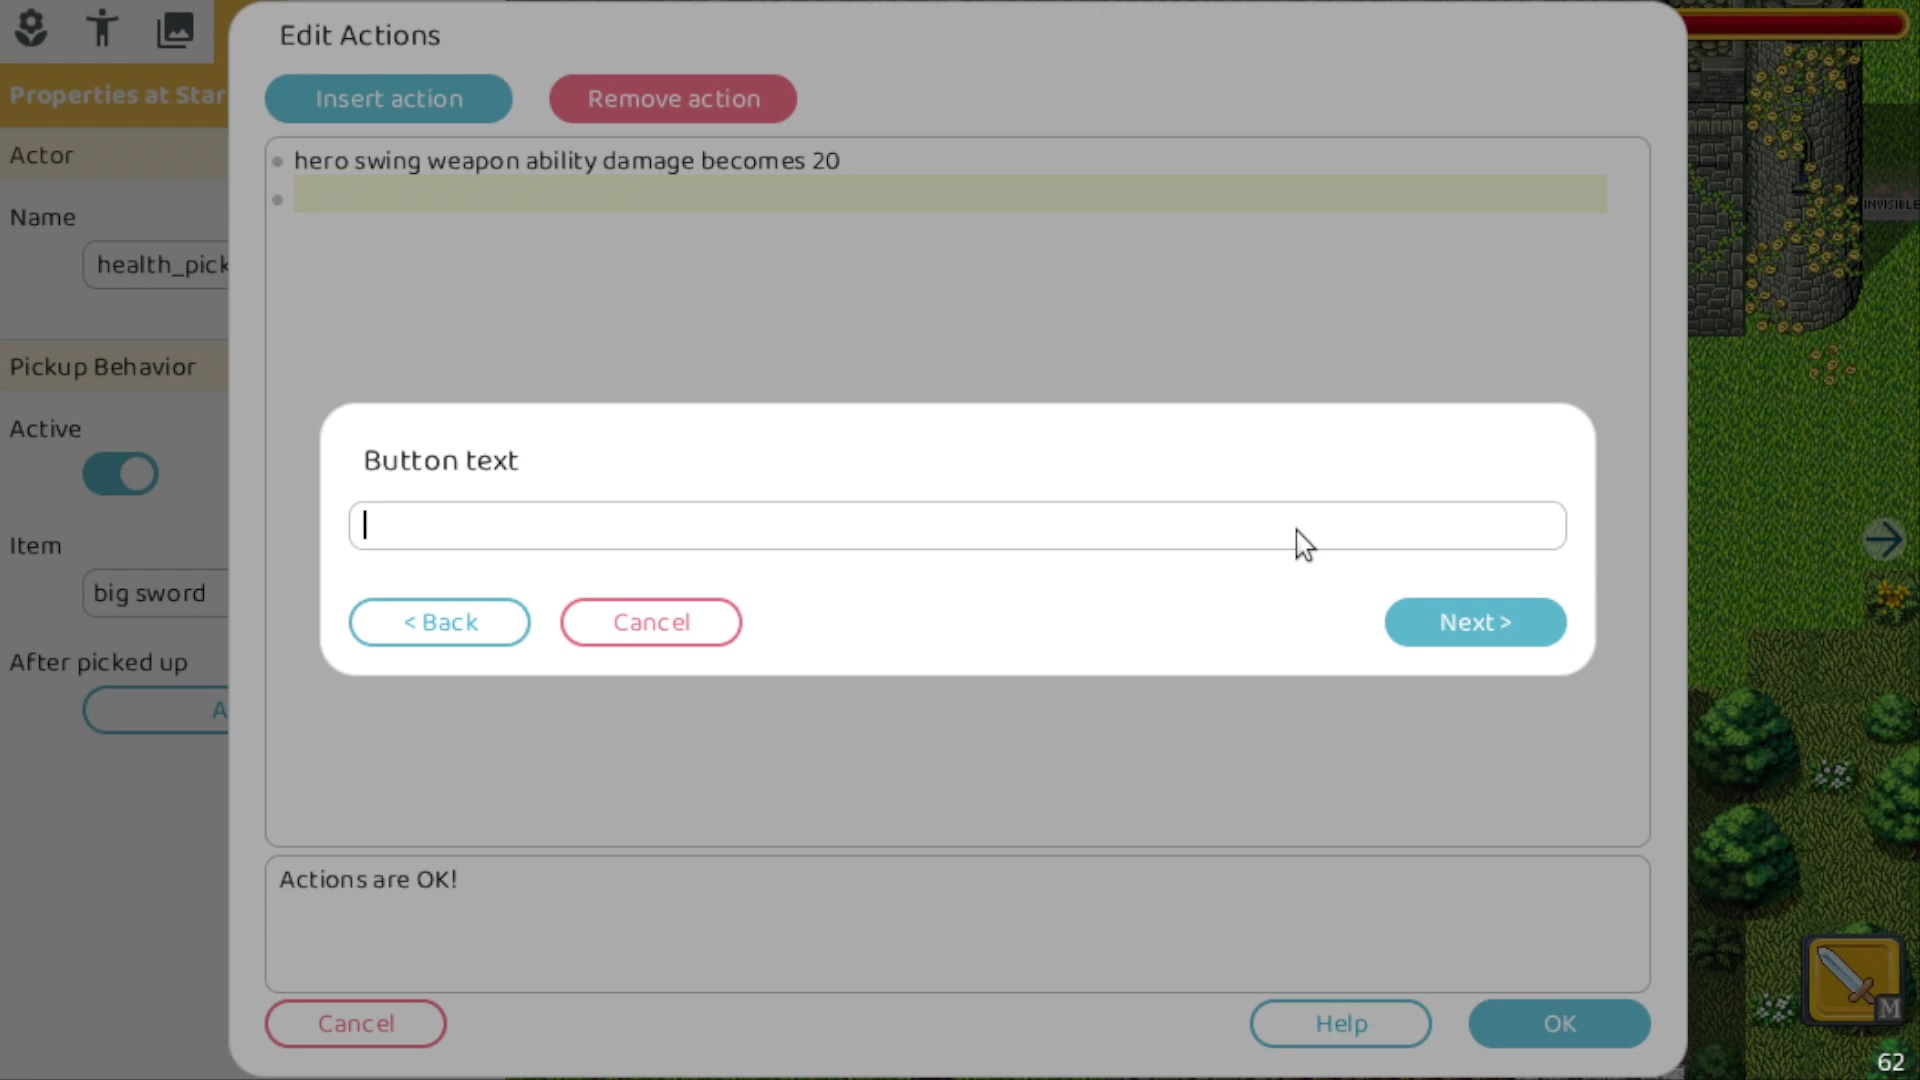 Edit Actions
Insert action
Remove action
Properties at Star
Actor
hero swing weapon ability damage becomes 20
Name
INVISIBLE
health_pick
Pickup Behavior
Active
Button text
Item
big sword
< Back
Cancel
Next >
After picked up
A
Actions are OK!
M
Cancel
Help
OK
62